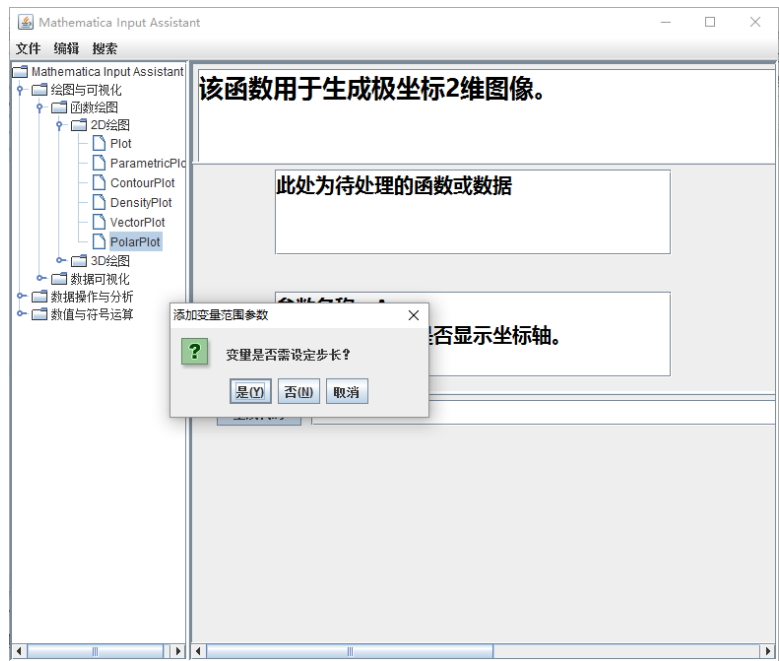 Mathematica Input Assistant
文件 编辑 搜索
Mathematica Input Assistant
绘图与可视化
函数绘图
2D绘图
Plot
ParametricPlo
ContourPlot
DensityPlot
VectorPlot
PolarPlot
3D绘图
数据可视化
数据操作与分析
数值与符号运算
该函数用于生成极坐标2维图像。
此处为待处理的函数或数据
否显示坐标轴。
添加变量范围参数
变量是否需设定步长?
是(Y) 否(N) 取消